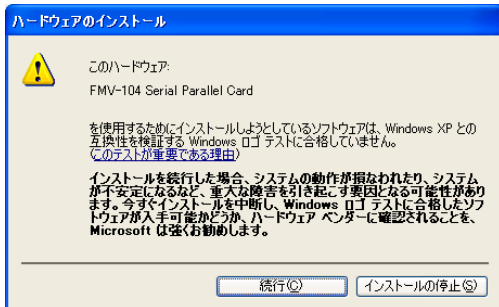 ハードウェアのインストール
このハードウェア:
FMV-104 Serial Parallel Card
を使用するためにインストールしようとしているソフトウェアは、Windows XP との
互換性を検証する Windows ロゴ テストに合格していません。
(このテストが重要である理由)
インストールを続行した場合、システムの動作が損なわれたり、システム
が不安定になるなど、重大な障害を引き起こす要因となる可能性があり
ます。今すぐインストールを中断し、Windows ロゴ テストに合格したソフ
トウェアが入手可能かどうか、ハードウェア ベンダーに確認されることを、
Microsoft は強くお勧めします。
続行(C)
インストールの停止(S)